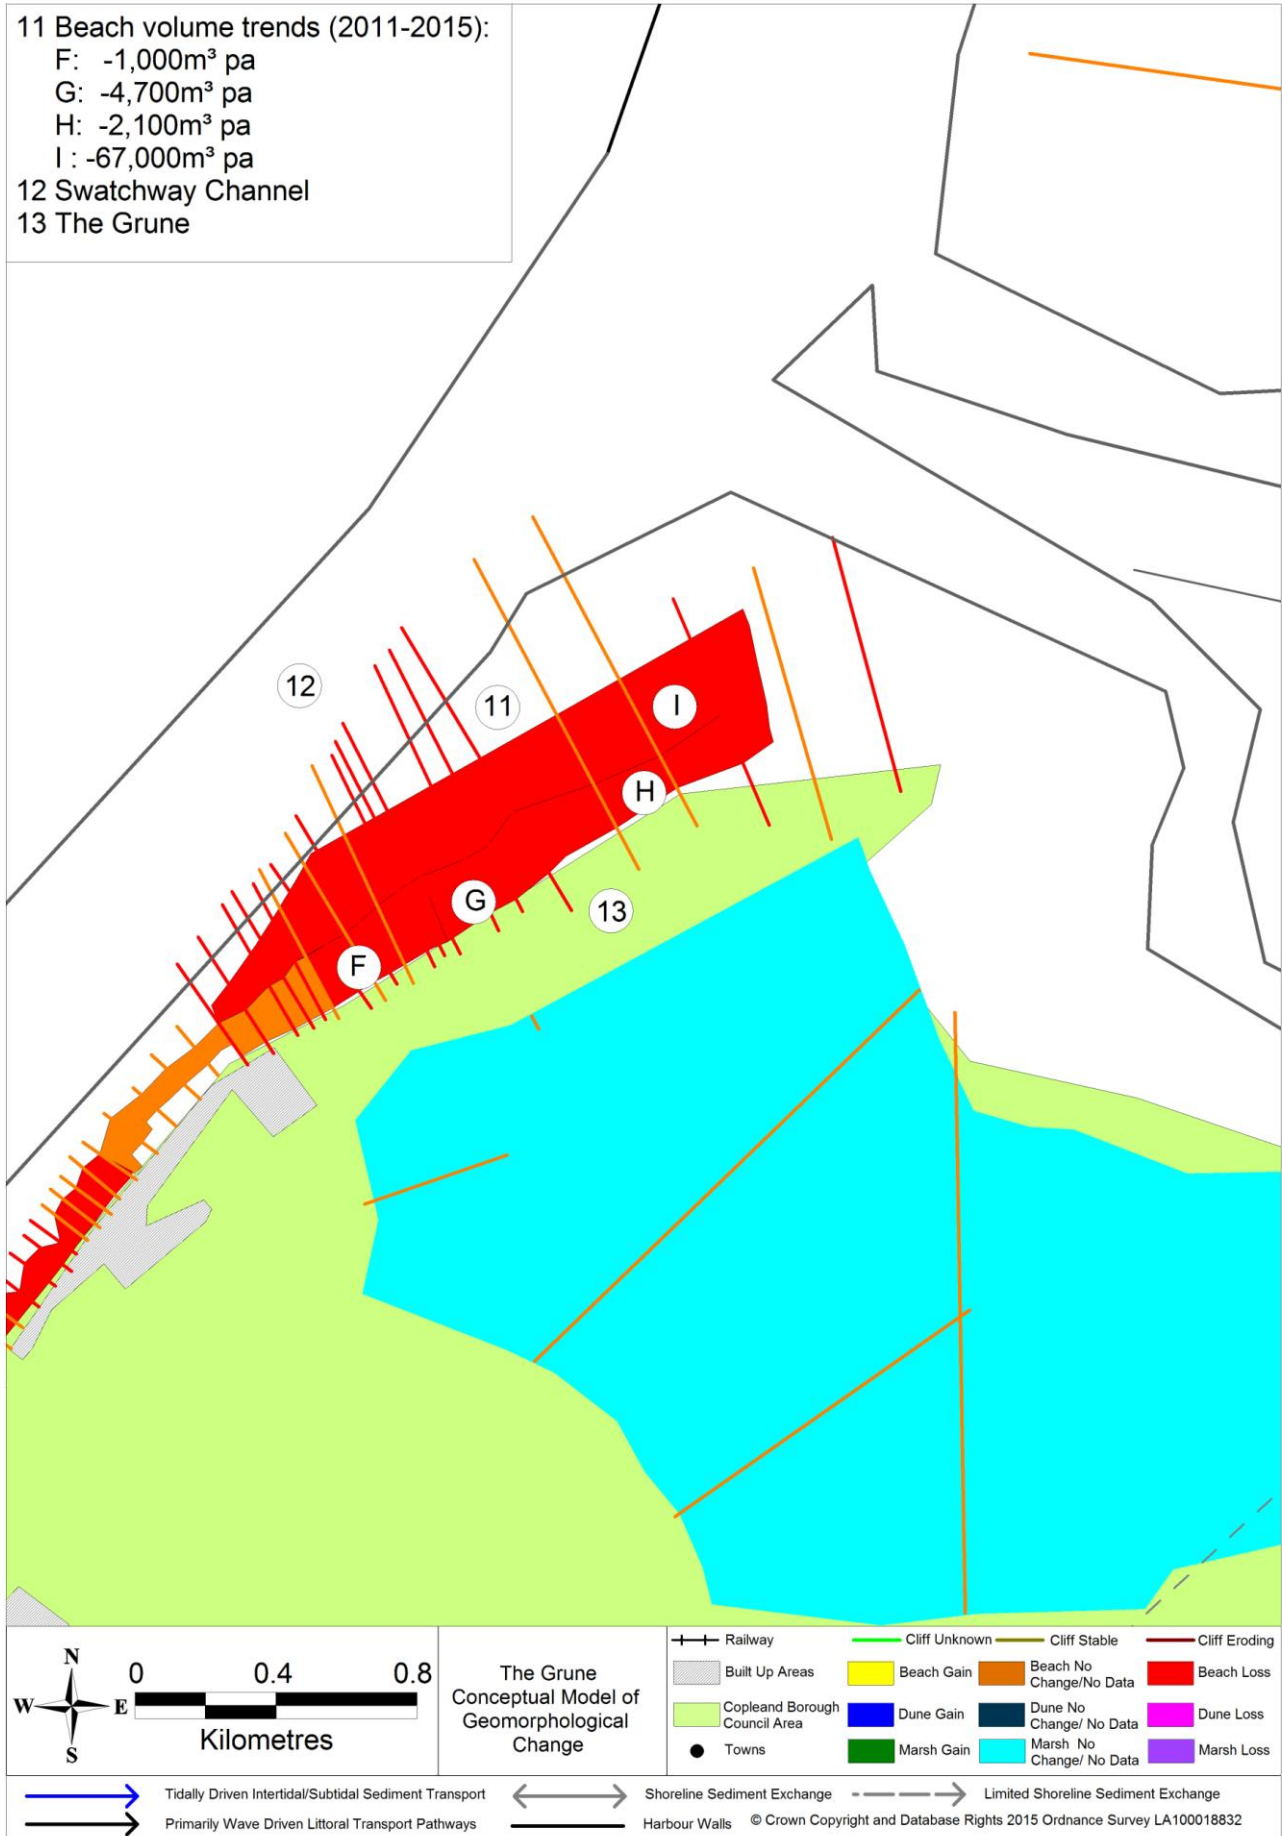 11 Beach volume trends (2011-2015):
F: -1,000m³ pa
G: -4,700m³ pa
H: -2,100m³ pa
I : -67,000m³ pa
12 Swatchway Channel
13 The Grune
12
11
I
H
G
13
F
N
W
E
S
0
0.4
0.8
Kilometres
The Grune
Conceptual Model of
Geomorphological
Change
Railway
Cliff Unknown
Cliff Stable
Cliff Eroding
Built Up Areas
Beach Gain
Beach No
Change/No Data
Beach Loss
Copleand Borough
Council Area
Dune Gain
Dune No
Change/ No Data
Dune Loss
Towns
Marsh Gain
Marsh No
Change/ No Data
Marsh Loss
Tidally Driven Intertidal/Subtidal Sediment Transport
Shoreline Sediment Exchange
Limited Shoreline Sediment Exchange
Primarily Wave Driven Littoral Transport Pathways
Harbour Walls
© Crown Copyright and Database Rights 2015 Ordnance Survey LA100018832